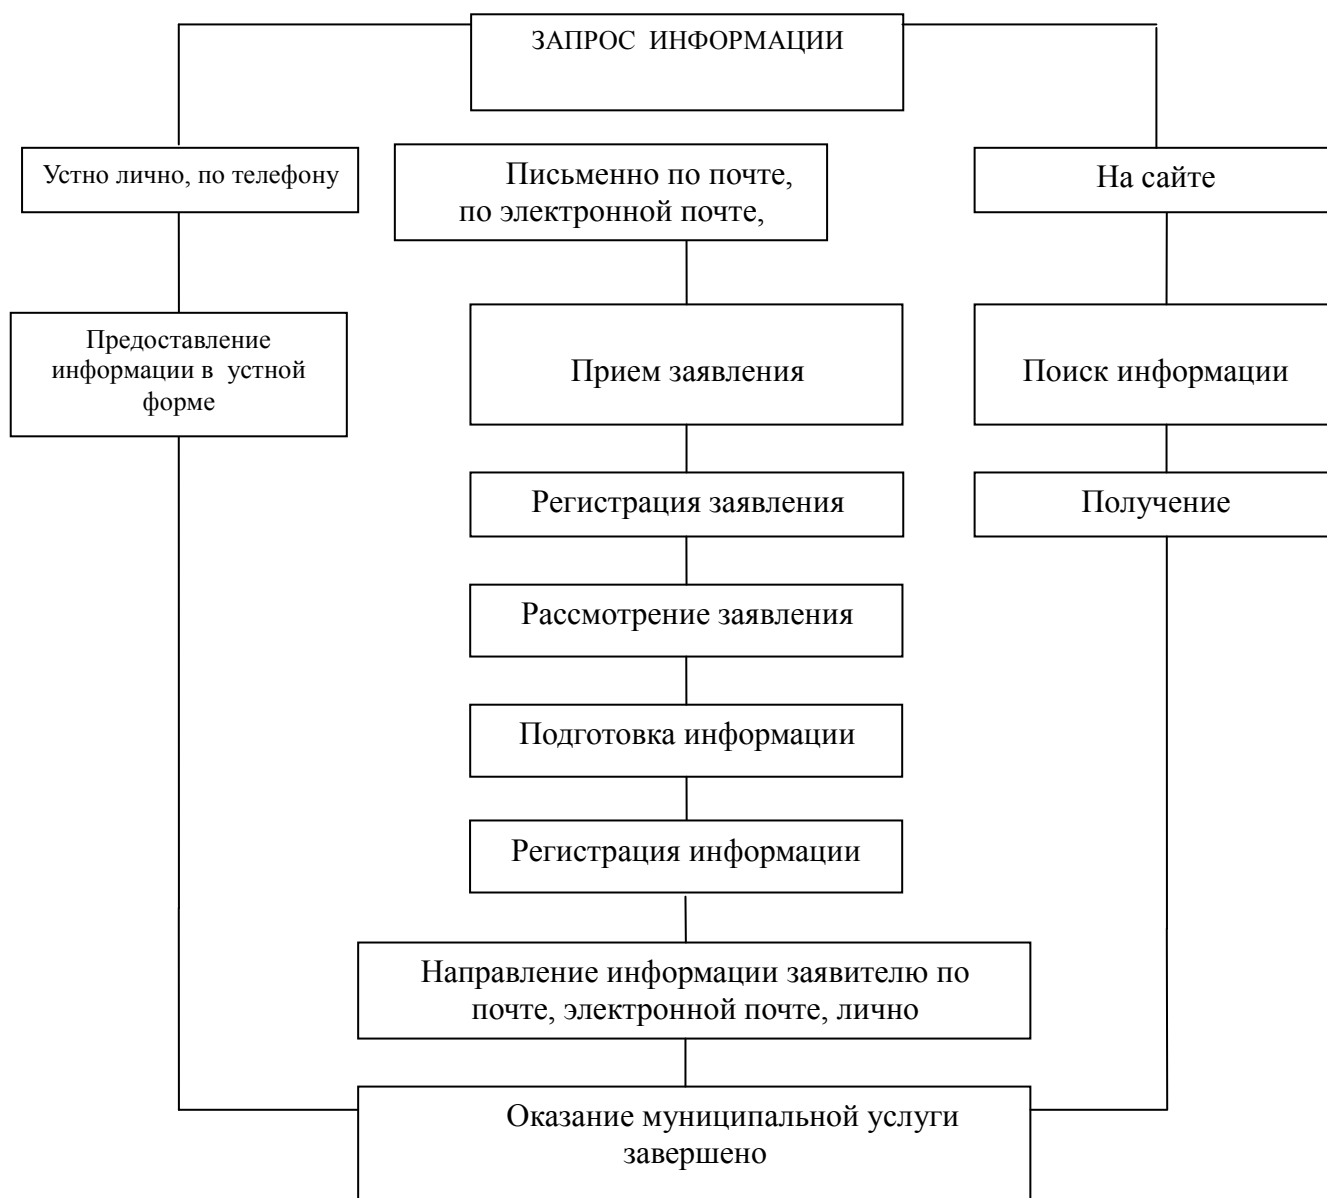 ЗАПРОС ИНФОРМАЦИИ
Устно лично, по телефону
Письменно по почте,
по электронной почте,
На сайте
Предоставление
информации в устной
форме
Прием заявления
Поиск информации
Регистрация заявления
Получение
Рассмотрение заявления
Подготовка информации
Регистрация информации
Направление информации заявителю по
почте, электронной почте, лично
Оказание муниципальной услуги
завершено